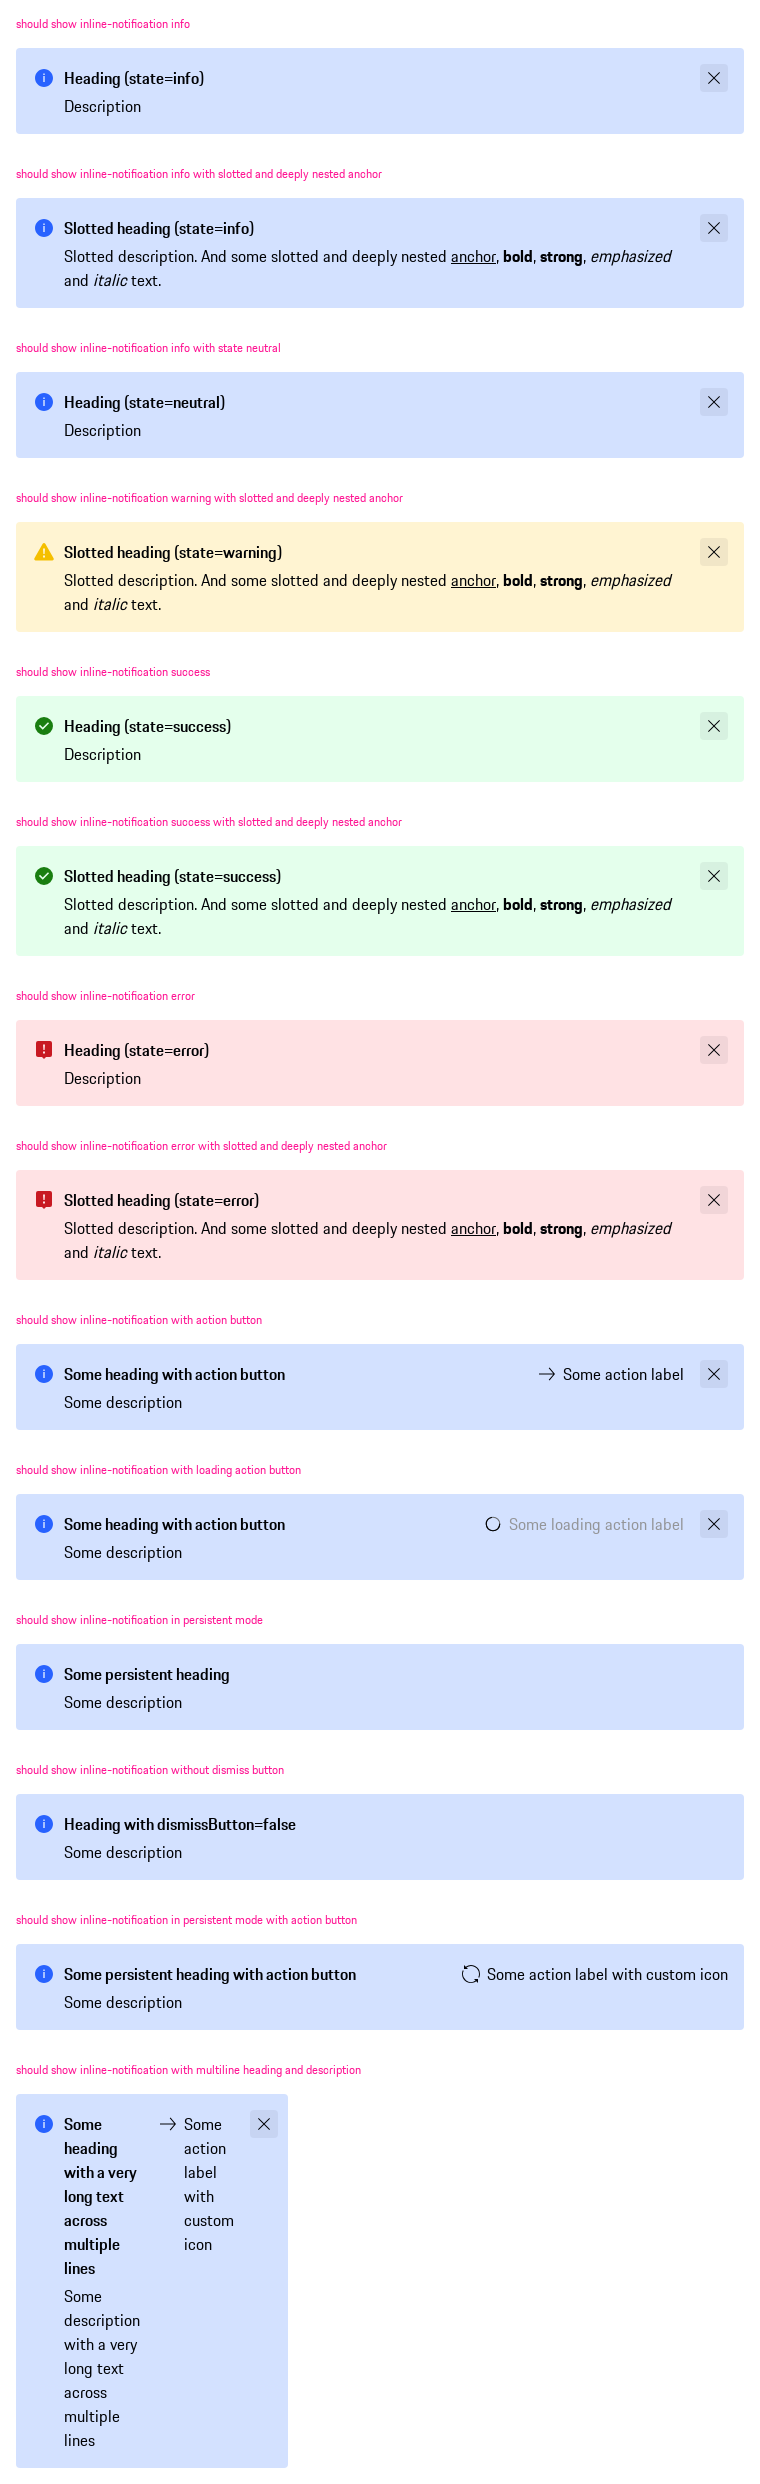 should show inline-notification info
Heading (state=info)
Description
should show inline-notification info with slotted and deeply nested anchor
Slotted heading (state=info)
Slotted description. And some slotted and deeply nested anchor, bold, strong, emphasized
and italic text.
should show inline-notification info with state neutral
Heading (state=neutral)
Description
should show inline-notification warning with slotted and deeply nested anchor
Slotted heading (state=warning)
Slotted description. And some slotted and deeply nested anchor, bold, strong, emphasized
and italic text.
should show inline-notification success
Heading (state=success)
Description
should show inline-notification success with slotted and deeply nested anchor
Slotted heading (state=success)
Slotted description. And some slotted and deeply nested anchor, bold, strong, emphasized
and italic text.
should show inline-notification error
Heading (state=error)
Description
should show inline-notification error with slotted and deeply nested anchor
Slotted heading (state=error)
Slotted description. And some slotted and deeply nested anchor, bold, strong, emphasized
and italic text.
should show inline-notification with action button
Some heading with action button
Some action label
Some description
should show inline-notification with loading action button
Some heading with action button
Some loading action label
Some description
should show inline-notification in persistent mode
Some persistent heading
Some description
should show inline-notification without dismiss button
Heading with dismissButton=false
Some description
should show inline-notification in persistent mode with action button
Some persistent heading with action button
Some action label with custom icon
Some description
should show inline-notification with multiline heading and description
Some
heading
with a very
long text
across
multiple
lines
Some
description
with a very
long text
across
multiple
lines
Some
action
label
with
custom
icon